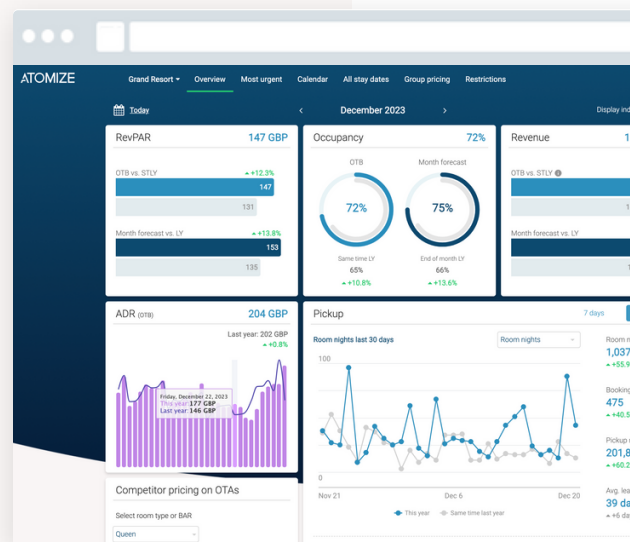 ATOMIZE
Grand Resort Overview Most urgent Calendar All stay dates Group pricing Restrictions
Today
December 2023
Display
RevPAR 147 GBP
OTB vs. STLY +12.3%
147
131
Month forecast vs. LY +13.8%
153
135
Occupancy 72%
OTB Month forecast
72% 75%
Same time LY End of month LY
65% 66%
+10.8% +13.6%
Revenue
OTB vs. STLY
Month forecast vs. LY
ADR (OTB) 204 GBP
Last year: 202 GBP
+0.8%
Friday, December 22, 2023
This year 177 GBP
Last year: 146 GBP
Pickup 7 days
Room nights last 30 days Room nights
100
0
Nov 21 Dec 6 Dec 20
This year Same time last year
Room
1,037
+55.9
Booking
475
+40.5
Pickup
201,8
+60.2
Avg.
39
+6
Competitor pricing on OTAs
Select room type or BAR
Queen